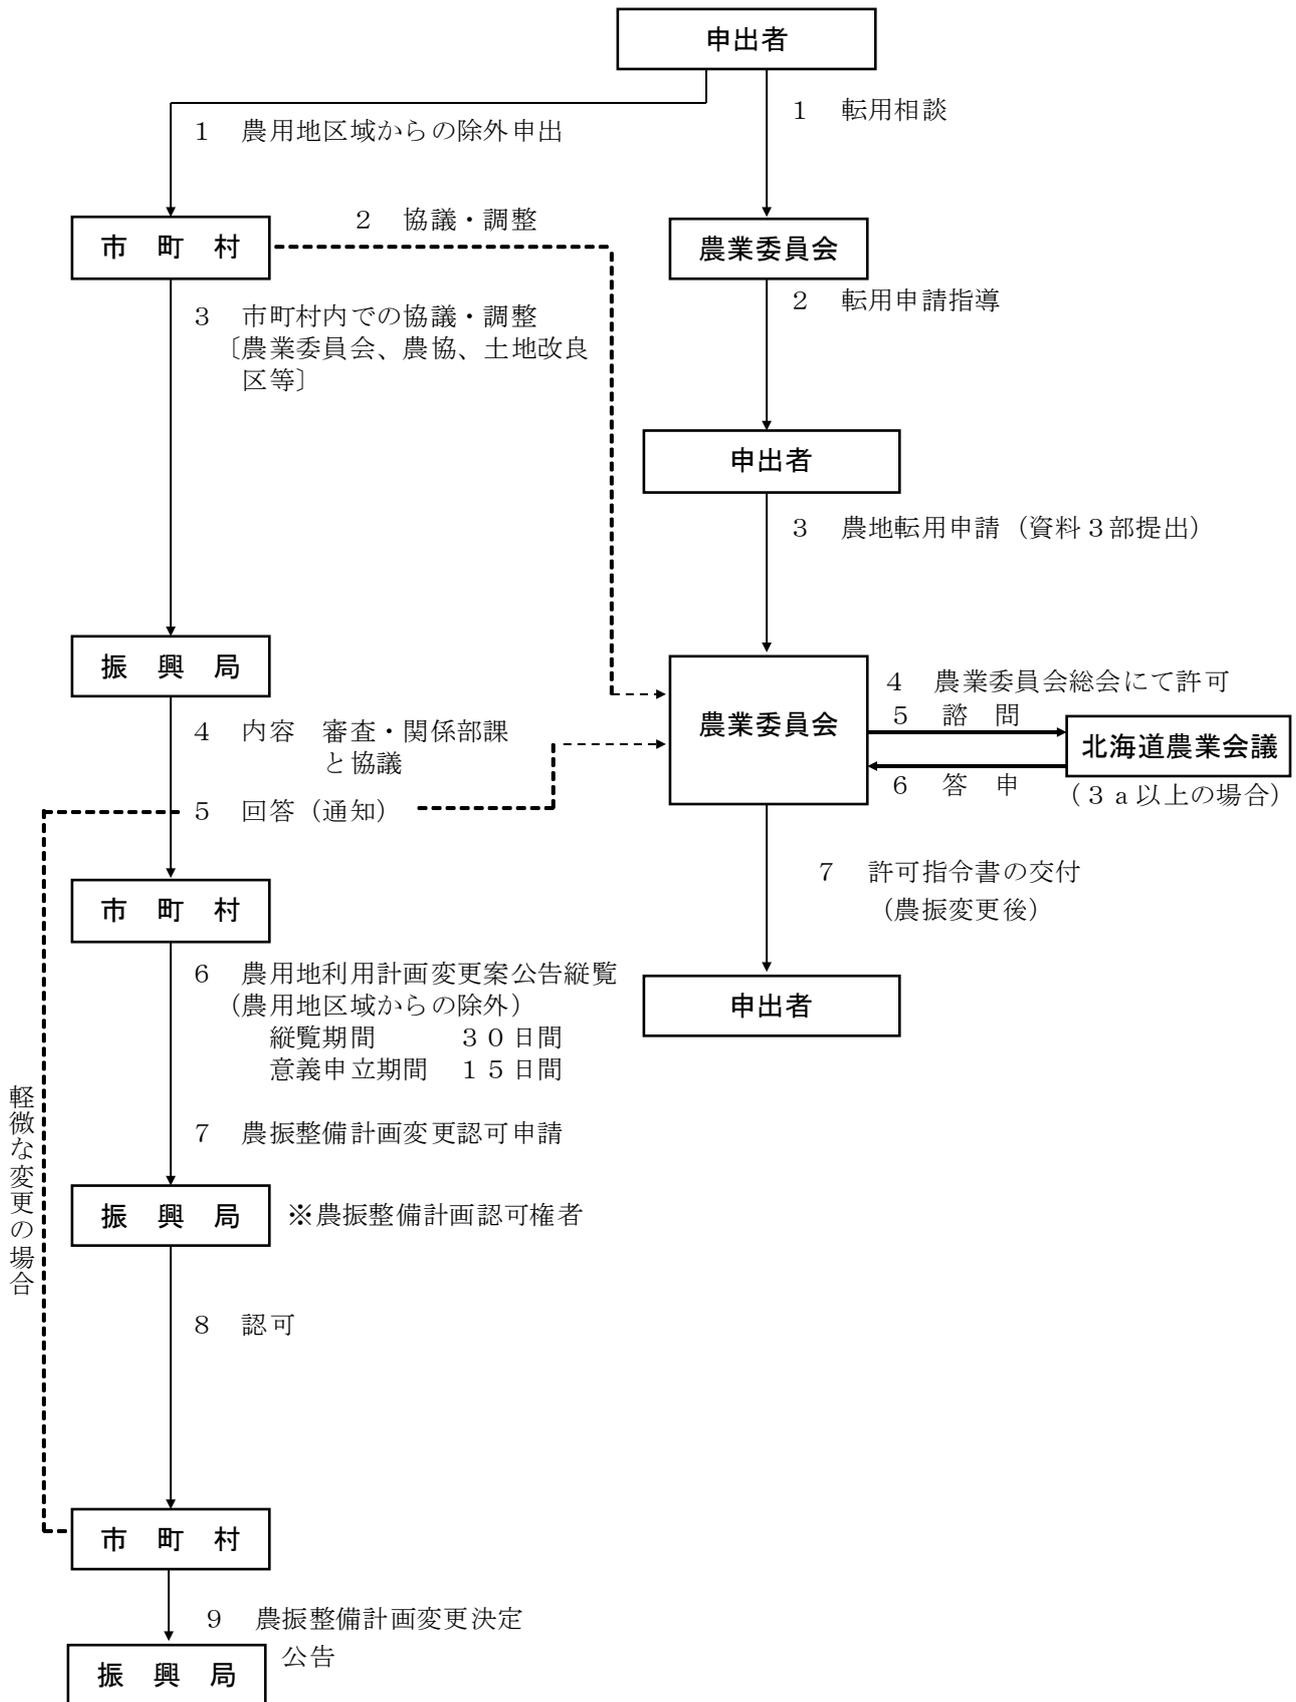 申出者
1　転用相談
1　農用地区域からの除外申出
2　協議・調整
市　町　村
農業委員会
2　転用申請指導
3　市町村内での協議・調整
〔農業委員会、農協、土地改良
区等〕
申出者
3　農地転用申請（資料３部提出）
振　興　局
4　農業委員会総会にて許可
5　諮　問
農業委員会
北海道農業会議
6　答　申
（３ａ以上の場合）
4　内容　審査・関係部課
と協議
5　回答（通知）
7　許可指令書の交付
（農振変更後）
市　町　村
6　農用地利用計画変更案公告縦覧
（農用地区域からの除外）
縦覧期間　　　３０日間
意義申立期間　１５日間
申出者
軽微な変更の場合
7　農振整備計画変更認可申請
振　興　局
※農振整備計画認可権者
8　認可
市　町　村
9　農振整備計画変更決定
公告
振　興　局